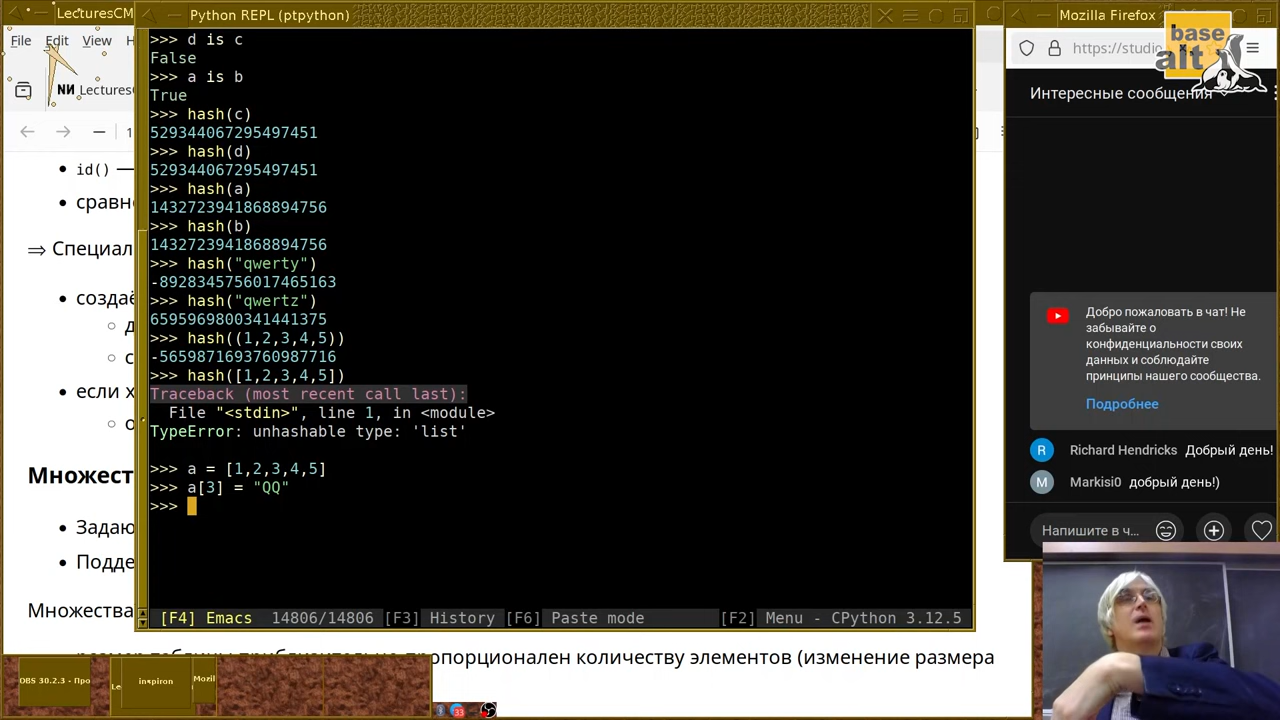 LecturesCM
Python REPL (ptpython)
Mozilla Firefox
File Edit View H
https://studio.
base
alt
LecturesC
Интересные сообщения
1
id() —
сравне
⇒ Специал
создаё
д
с
если х
о
Множест
Задаю
Подде
Множества
размер таблицы приблизительно пропорционален количеству элементов (изменение размера
>>> d is c
False
>>> a is b
True
>>> hash(c)
529344067295497451
>>> hash(d)
529344067295497451
>>> hash(a)
1432723941868894756
>>> hash(b)
1432723941868894756
>>> hash("qwerty")
-8928345756017465163
>>> hash("qwertz")
6595969800341441375
>>> hash((1,2,3,4,5))
-5659871693760987716
>>> hash([1,2,3,4,5])
Traceback (most recent call last):
File "<stdin>", line 1, in <module>
TypeError: unhashable type: 'list'
>>> a = [1,2,3,4,5]
>>> a[3] = "QQ"
>>>
[F4] Emacs 14806/14806 [F3] History [F6] Paste mode [F2] Menu - CPython 3.12.5
Добро пожаловать в чат! Не
забывайте о
конфиденциальности своих
данных и соблюдайте
принципы нашего сообщества.
Подробнее
R Richard Hendricks Добрый день!
M Markisi0 добрый день!)
Напишите в ч...
OBS 30.2.3 - Про
Le
inspiron
Mozil
33